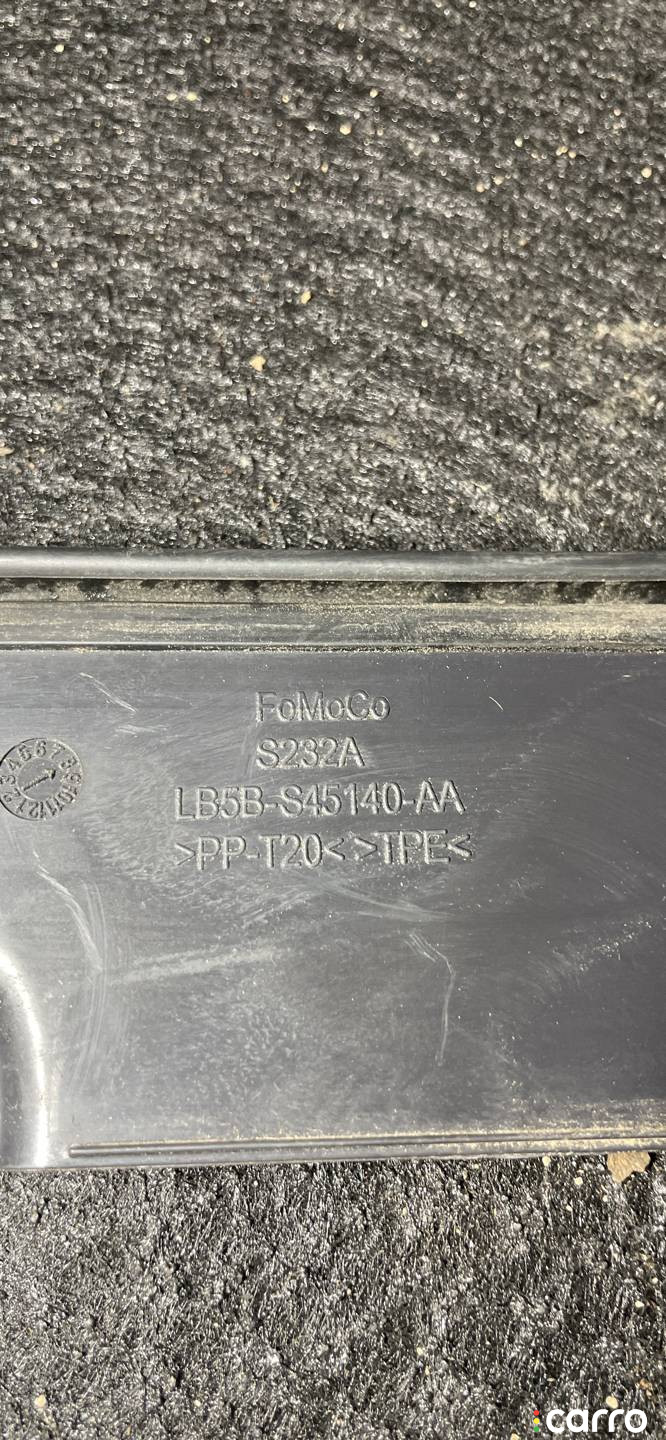 FoMoCo
S232A
LB5B-S45140-AA
>PP-T20< >TPE<
carro